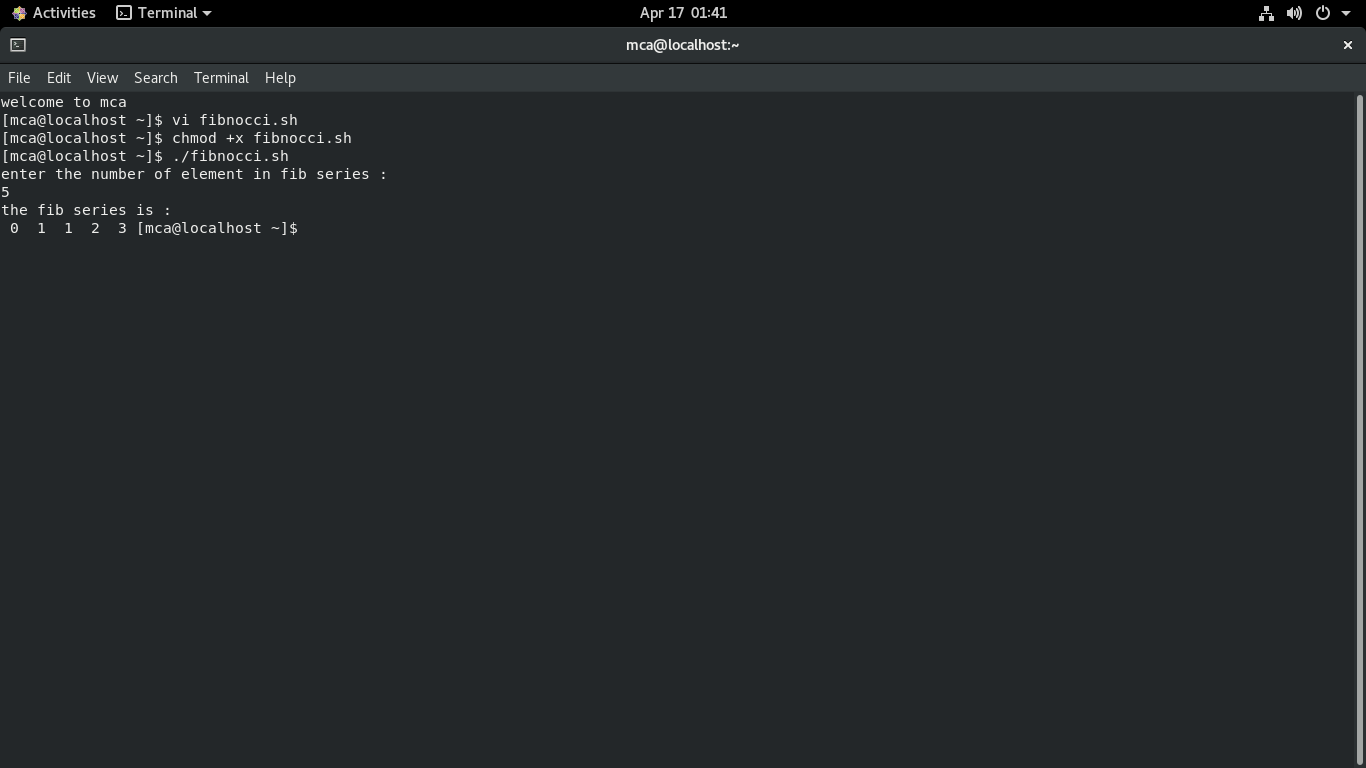 Activities Terminal Apr 17 01:41
mca@localhost:~
File Edit View Search Terminal Help
welcome to mca
[mca@localhost ~]$ vi fibnocci.sh
[mca@localhost ~]$ chmod +x fibnocci.sh
[mca@localhost ~]$ ./fibnocci.sh
enter the number of element in fib series :
5
the fib series is :
 0  1  1  2  3 [mca@localhost ~]$